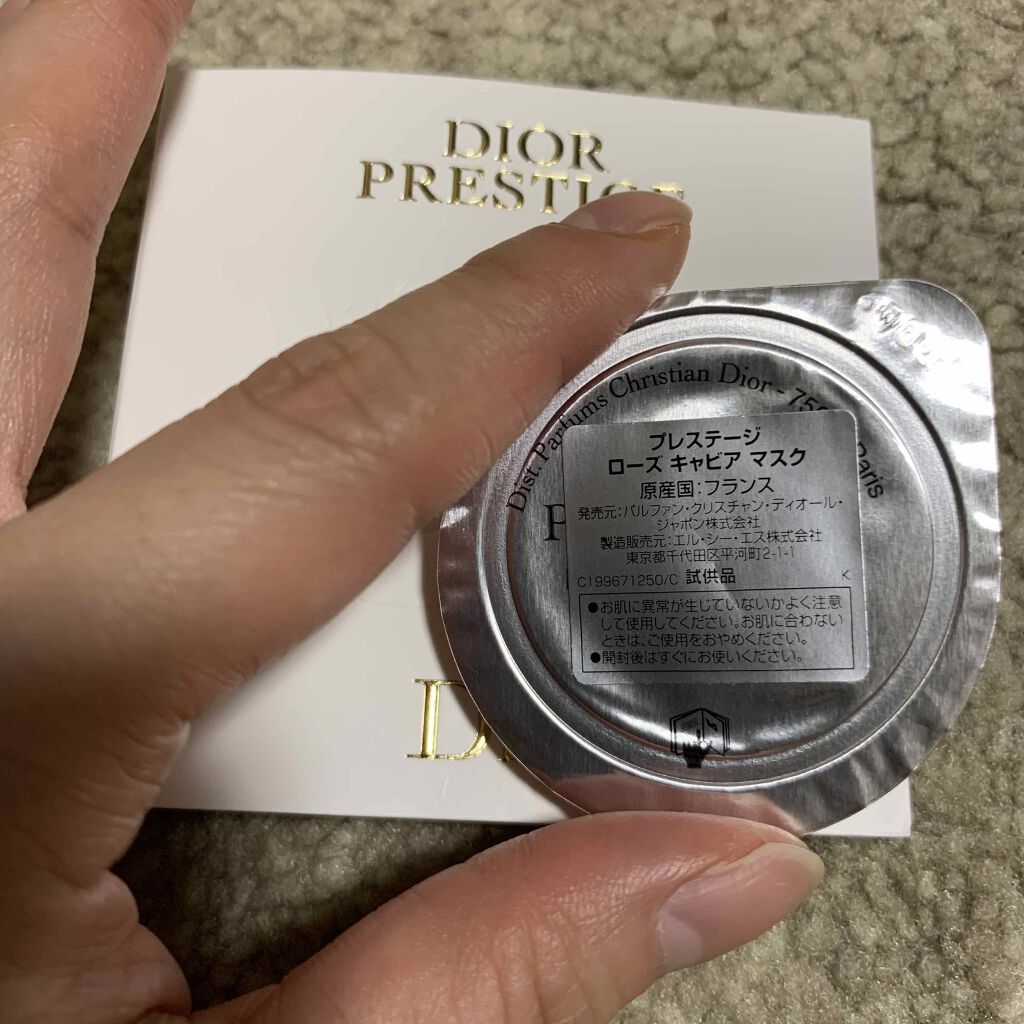 DIOR
PRESTIGE
Dist. Parfums Christian Dior - 75
Paris
プレステージ
ローズ キャビア マスク
原産国:フランス
発売元:パルファン・クリスチャン・ディオール・
ジャポン株式会社
製造販売元:エル・シー・エス株式会社
東京都千代田区平河町2-1-1
C199671250/C 試供品 K
●お肌に異常が生じていないかよく注意
して使用してください。お肌に合わない
ときは、ご使用をおやめください。
●開封後はすぐにお使いください。
P
D